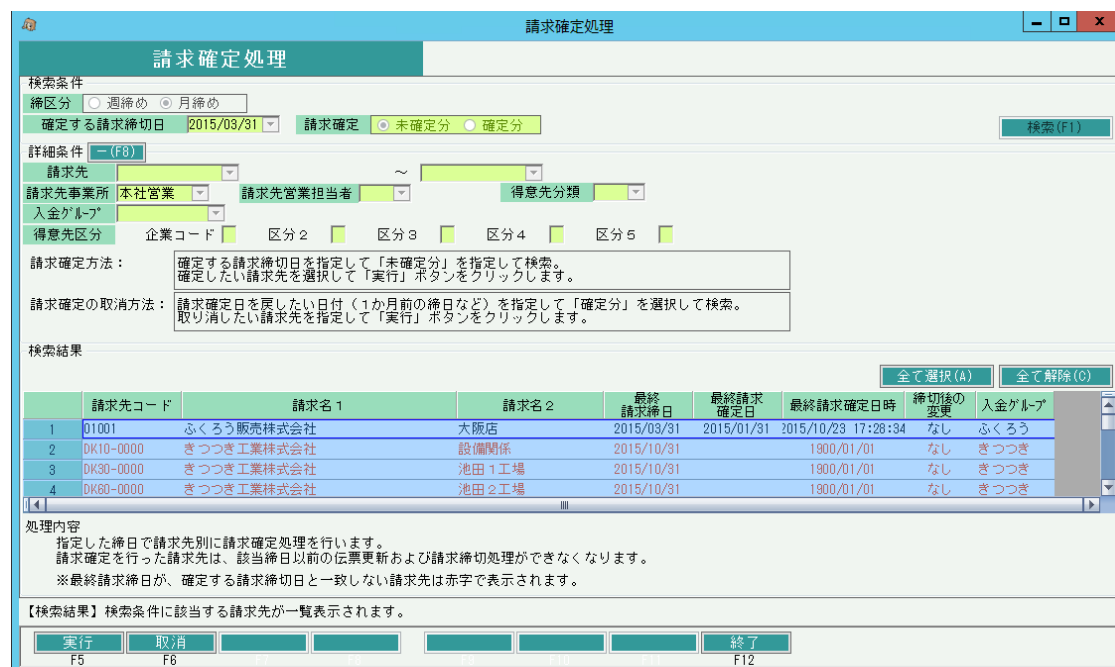 請求確定処理
請求確定処理
検索条件
締区分 週締め 月締め
確定する請求締切日 2015/03/31 請求確定 未確定分 確定分 検索(F1)
詳細条件 －(F8)
請求先 ～
請求先事業所 本社営業 請求先営業担当者 得意先分類
入金ｸﾞﾙｰﾌﾟ
得意先区分 企業コード 区分２ 区分３ 区分４ 区分５
請求確定方法： 確定する請求締切日を指定して「未確定分」を指定して検索。
確定したい請求先を選択して「実行」ボタンをクリックします。
請求確定の取消方法： 請求確定日を戻したい日付（１か月前の締日など）を指定して「確定分」を選択して検索。
取り消したい請求先を指定して「実行」ボタンをクリックします。
検索結果
全て選択(A) 全て解除(C)
請求先コード 請求名１ 請求名２ 最終請求締日 最終請求確定日 最終請求確定日時 締切後の変更 入金ｸﾞﾙｰﾌﾟ
1 01001 ふくろう販売株式会社 大阪店 2015/03/31 2015/01/31 2015/10/23 17:28:34 なし ふくろう
2 DK10-0000 きつつき工業株式会社 設備関係 2015/10/31 1900/01/01 なし きつつき
3 DK30-0000 きつつき工業株式会社 池田１工場 2015/10/31 1900/01/01 なし きつつき
4 DK60-0000 きつつき工業株式会社 池田２工場 2015/10/31 1900/01/01 なし きつつき
処理内容
指定した締日で請求先別に請求確定処理を行います。
請求確定を行った請求先は、該当締日以前の伝票更新および請求締切処理ができなくなります。
※最終請求締日が、確定する請求締切日と一致しない請求先は赤字で表示されます。
【検索結果】検索条件に該当する請求先が一覧表示されます。
実行 取消 終了
F5 F6 F7 F8 F9 F10 F11 F12